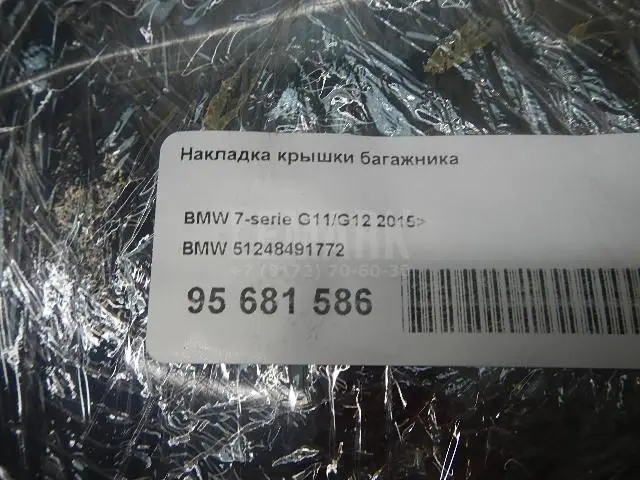 Накладка крышки багажника
BMW 7-serie G11/G12 2015>
BMW 51248491772
95 681 586